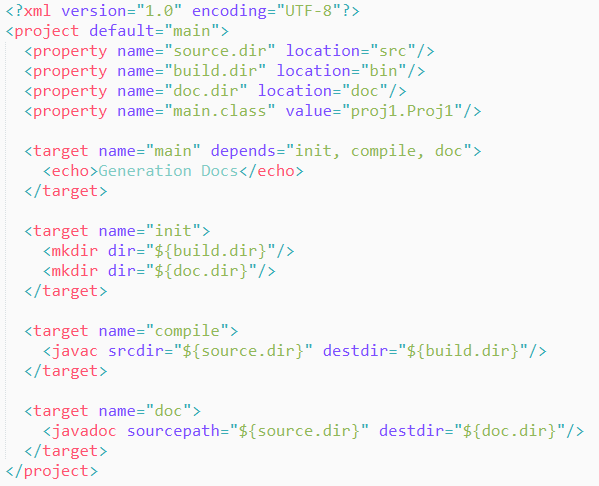 <?xml version="1.0" encoding="UTF-8"?>
<project default="main">
  <property name="source.dir" location="src"/>
  <property name="build.dir" location="bin"/>
  <property name="doc.dir" location="doc"/>
  <property name="main.class" value="proj1.Proj1"/>

  <target name="main" depends="init, compile, doc">
    <echo>Generation Docs</echo>
  </target>

  <target name="init">
    <mkdir dir="${build.dir}"/>
    <mkdir dir="${doc.dir}"/>
  </target>

  <target name="compile">
    <javac srcdir="${source.dir}" destdir="${build.dir}"/>
  </target>

  <target name="doc">
    <javadoc sourcepath="${source.dir}" destdir="${doc.dir}"/>
  </target>
</project>